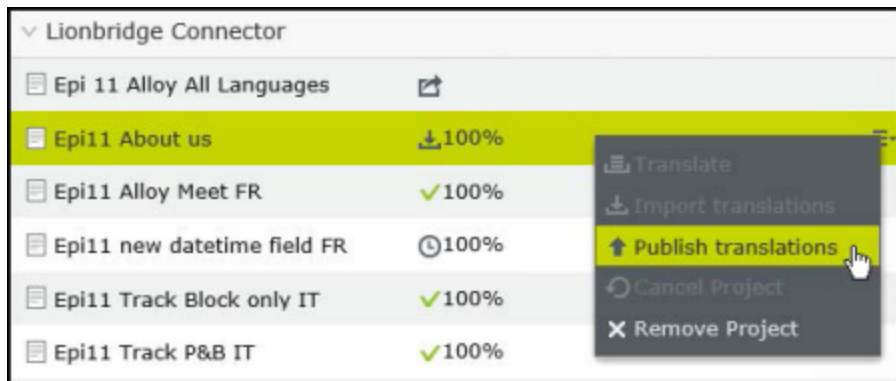 Lionbridge Connector
Epi 11 Alloy All Languages
Epi11 About us 100%
Translate
Epi11 Alloy Meet FR 100%
Import translations
Epi11 new datetime field FR 100%
Publish translations
Epi11 Track Block only IT 100%
Cancel Project
Remove Project
Epi11 Track P&B IT 100%